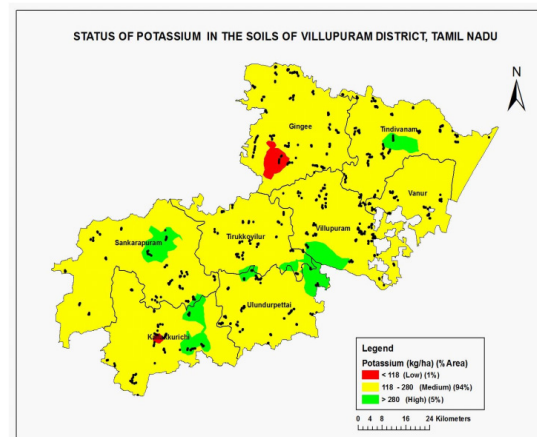 STATUS OF POTASSIUM IN THE SOILS OF VILLUPURAM DISTRICT, TAMIL NADU
N
Gingee
Tindivanam
Vanur
Villupuram
Tirukkoyilur
Sankarapuram
Ulundurpettai
Kallakurichi
Legend
Potassium (kg/ha) (% Area)
< 118 (Low) (1%)
118 - 280 (Medium) (94%)
> 280 (High) (5%)
0 4 8 16 24 Kilometers